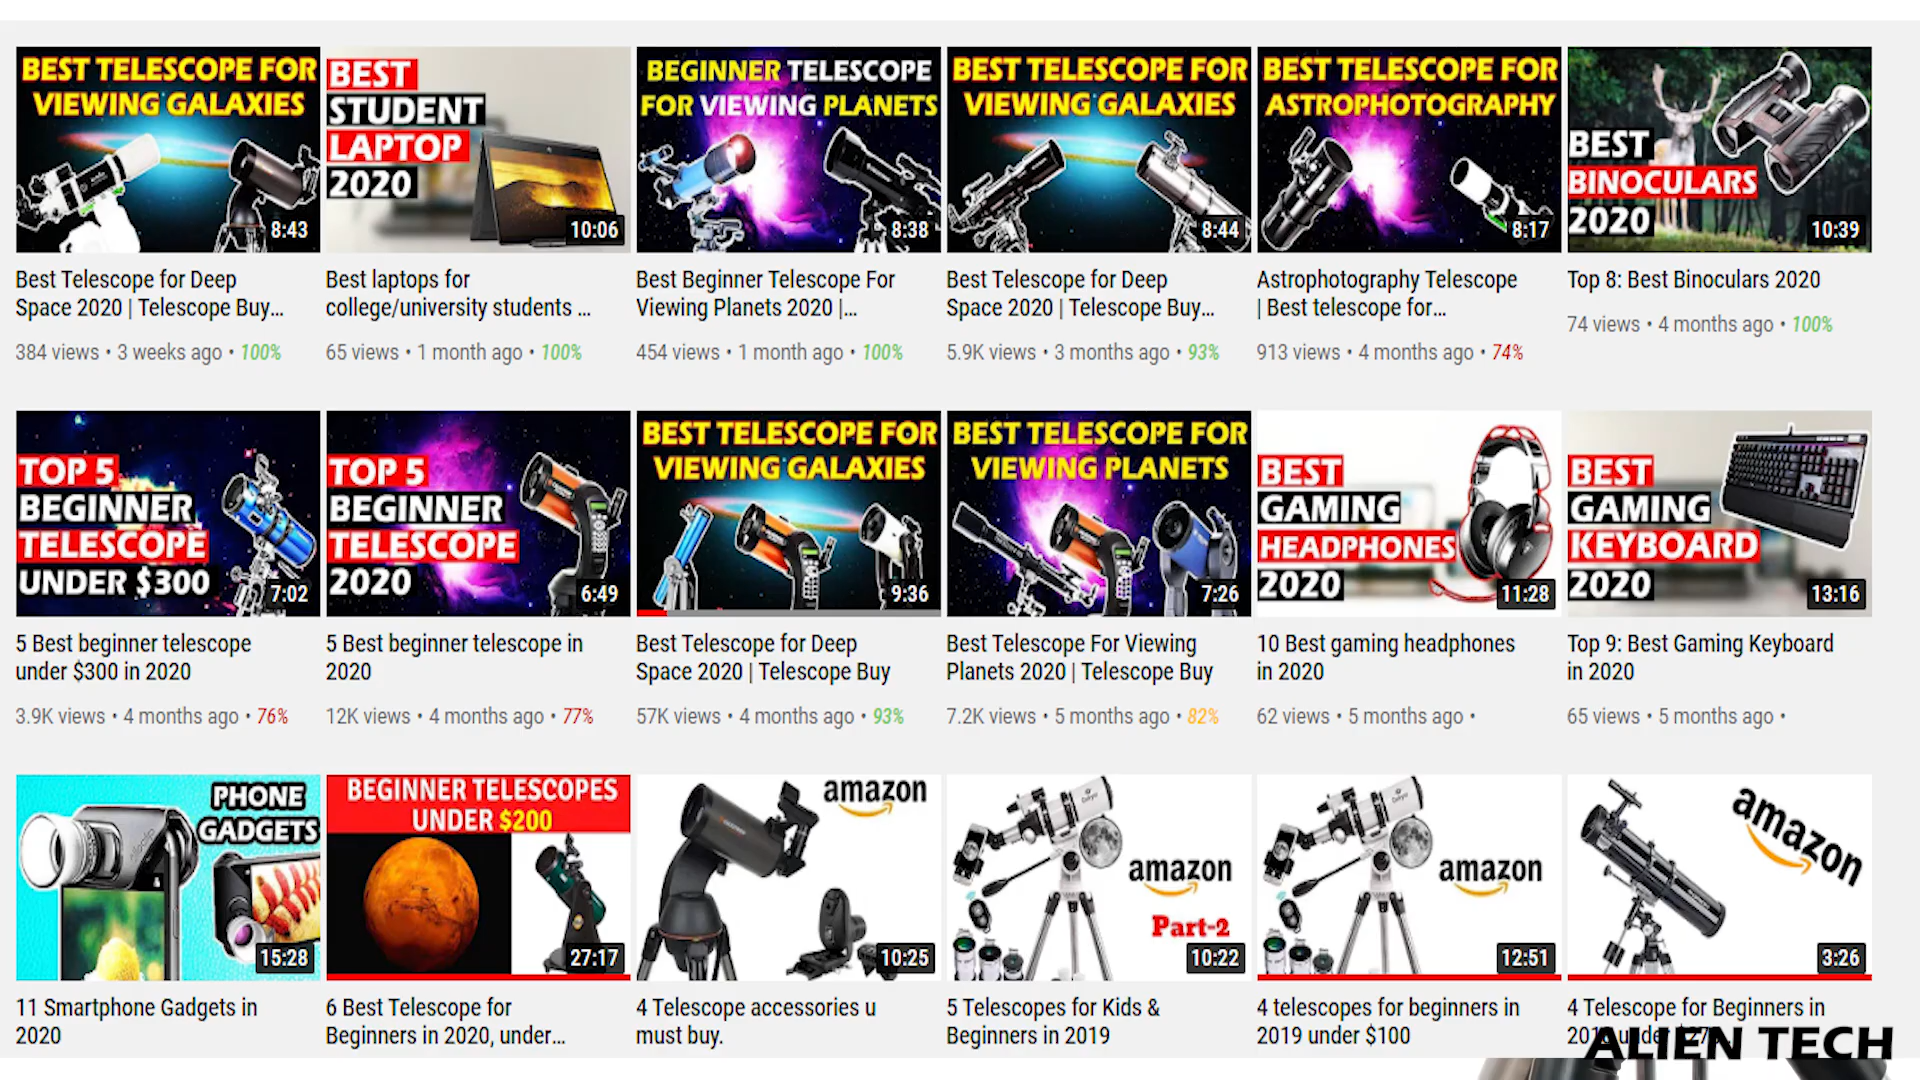 BEST TELESCOPE FOR
VIEWING GALAXIES
8:43
Best Telescope for Deep
Space 2020 | Telescope Buy...
384 views • 3 weeks ago • 100%
BEST
STUDENT
LAPTOP
2020
10:06
Best laptops for
college/university students ...
65 views • 1 month ago • 100%
BEGINNER TELESCOPE
FOR VIEWING PLANETS
8:38
Best Beginner Telescope For
Viewing Planets 2020 |...
454 views • 1 month ago • 100%
BEST TELESCOPE FOR
VIEWING GALAXIES
8:44
Best Telescope for Deep
Space 2020 | Telescope Buy...
5.9K views • 3 months ago • 93%
BEST TELESCOPE FOR
ASTROPHOTOGRAPHY
8:17
Astrophotography Telescope
| Best telescope for...
913 views • 4 months ago • 74%
BEST
BINOCULARS
2020
10:39
Top 8: Best Binoculars 2020
74 views • 4 months ago • 100%
TOP 5
BEGINNER
TELESCOPE
UNDER $300
7:02
5 Best beginner telescope
under $300 in 2020
3.9K views • 4 months ago • 76%
TOP 5
BEGINNER
TELESCOPE
2020
6:49
5 Best beginner telescope in
2020
12K views • 4 months ago • 77%
BEST TELESCOPE FOR
VIEWING GALAXIES
9:36
Best Telescope for Deep
Space 2020 | Telescope Buy
57K views • 4 months ago • 93%
BEST TELESCOPE FOR
VIEWING PLANETS
7:26
Best Telescope For Viewing
Planets 2020 | Telescope Buy
7.2K views • 5 months ago • 82%
BEST
GAMING
HEADPHONES
2020
11:28
10 Best gaming headphones
in 2020
62 views • 5 months ago •
BEST
GAMING
KEYBOARD
2020
13:16
Top 9: Best Gaming Keyboard
in 2020
65 views • 5 months ago •
PHONE
GADGETS
15:28
11 Smartphone Gadgets in
2020
BEGINNER TELESCOPES
UNDER $200
27:17
6 Best Telescope for
Beginners in 2020, under...
amazon
10:25
4 Telescope accessories u
must buy.
amazon
Part-2
10:22
5 Telescopes for Kids &
Beginners in 2019
amazon
12:51
4 telescopes for beginners in
2019 under $100
amazon
3:26
4 Telescope for Beginners in
ALIEN TECH